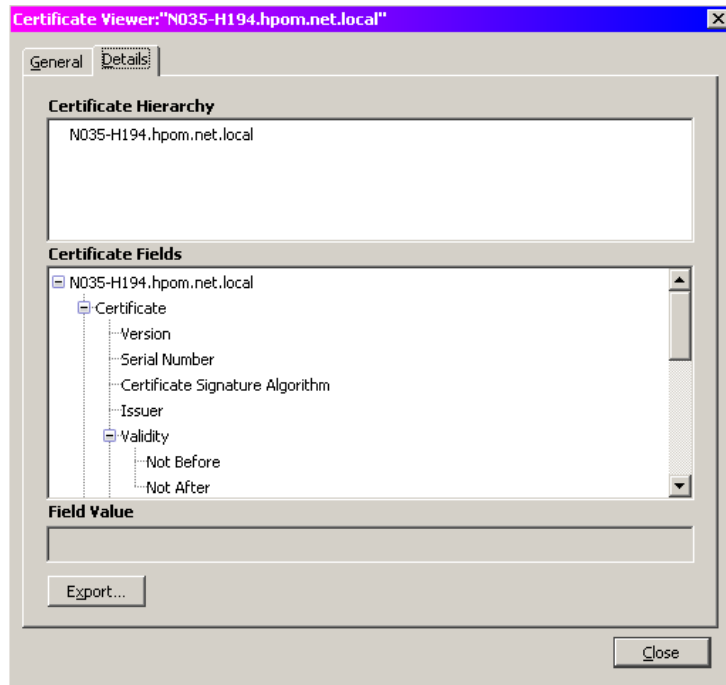 Certificate Viewer:"N035-H194.hpom.net.local"
General Details
Certificate Hierarchy
N035-H194.hpom.net.local
Certificate Fields
N035-H194.hpom.net.local
Certificate
Version
Serial Number
Certificate Signature Algorithm
Issuer
Validity
Not Before
Not After
Field Value
Export...
Close